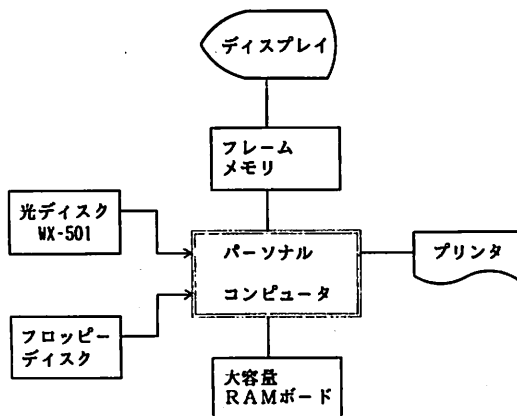 ディスプレイ
フレーム
メモリ
光ディスク
WX-501
パーソナル
コンピュータ
プリンタ
フロッピー
ディスク
大容量
RAMボード